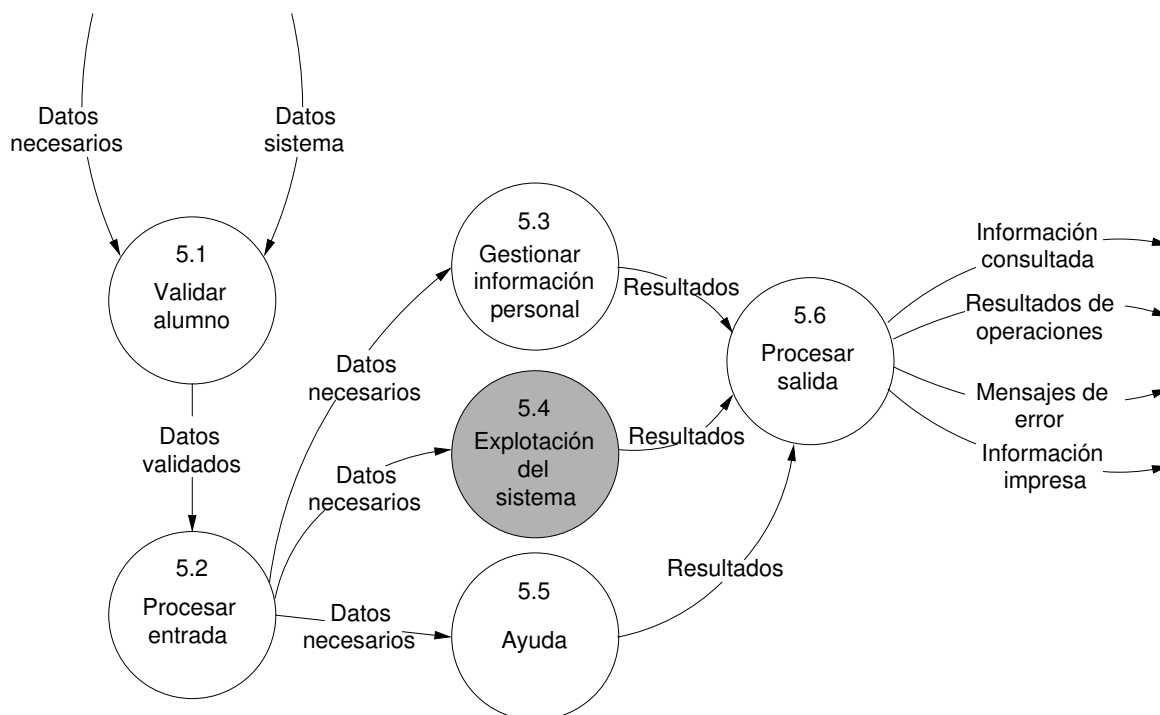 Datos
necesarios
Datos
sistema
5.1
Validar
alumno
Datos
validados
5.2
Procesar
entrada
Datos
necesarios
Datos
necesarios
Datos
necesarios
5.3
Gestionar
información
personal
5.4
Explotación
del
sistema
5.5
Ayuda
Resultados
Resultados
Resultados
5.6
Procesar
salida
Información
consultada
Resultados de
operaciones
Mensajes de
error
Información
impresa